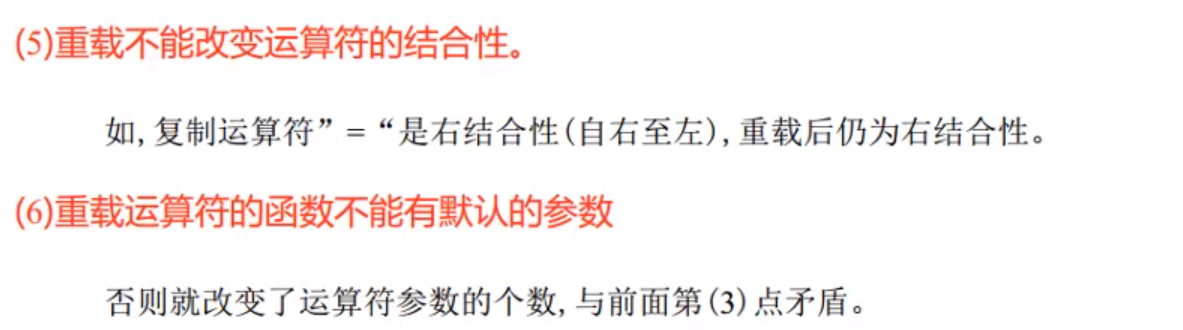 (5)重载不能改变运算符的结合性。
如,复制运算符”=“是右结合性(自右至左),重载后仍为右结合性。
(6)重载运算符的函数不能有默认的参数
否则就改变了运算符参数的个数,与前面第(3)点矛盾。